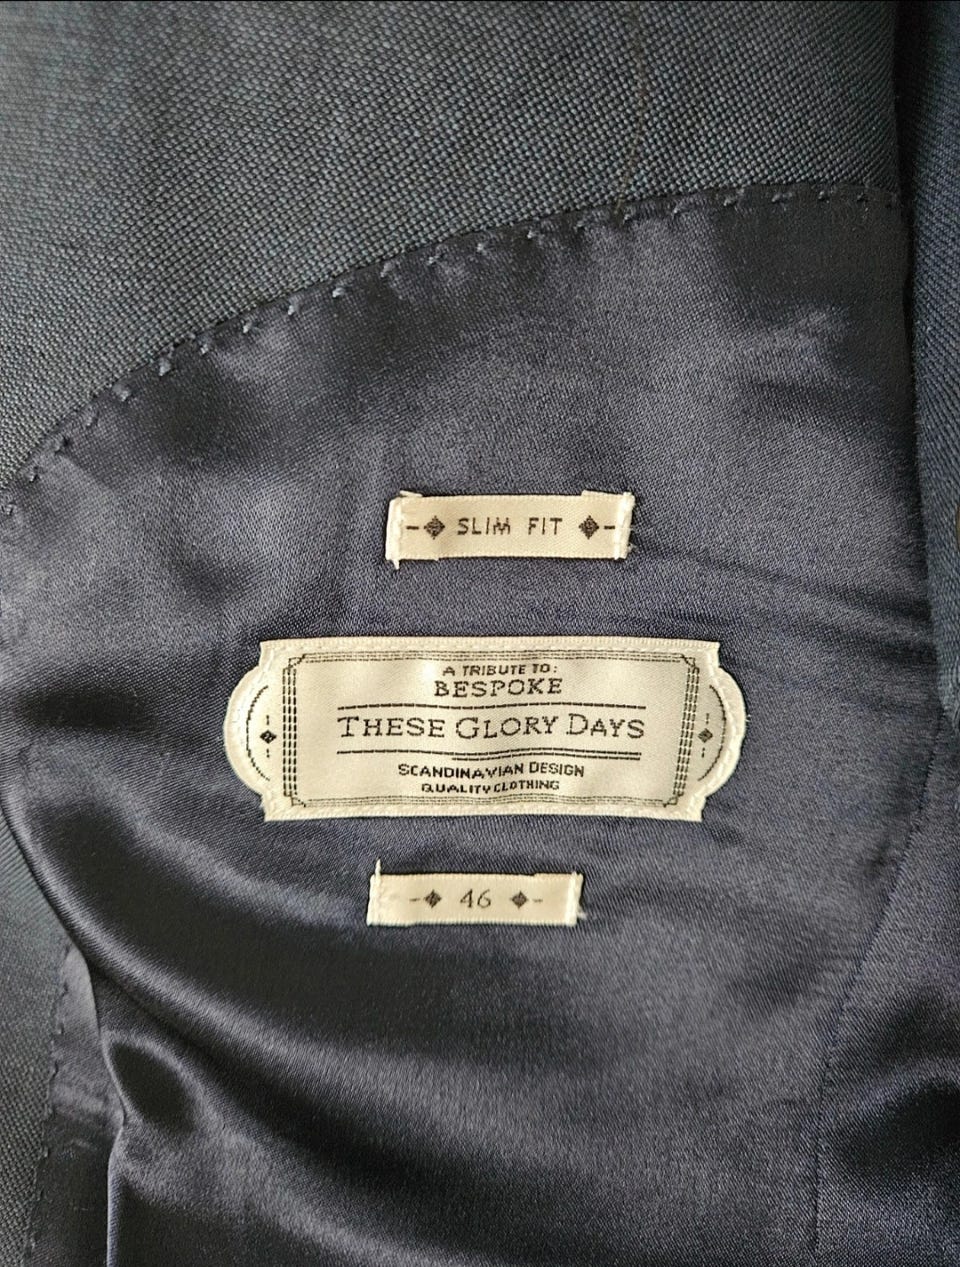 SLIM FIT
A TRIBUTE TO:
BESPOKE
THESE GLORY DAYS
SCANDINAVIAN DESIGN
QUALITY CLOTHING
46